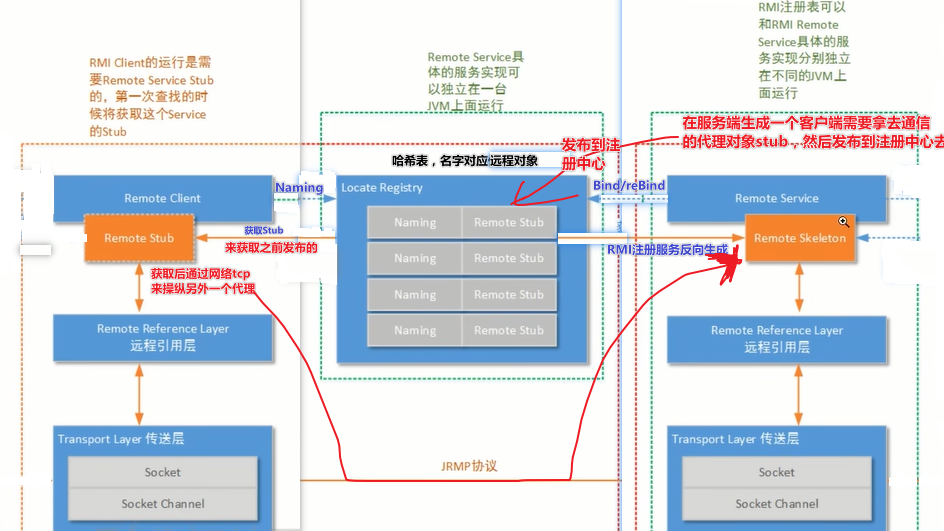 RMI Client的运行是需
要Remote Service Stub
的，第一次查找的时
候将获取这个Service
的Stub
Remote Service具
体的服务实现可
以独立在一台
JVM上面运行
RMI注册表可以
和RMI Remote
Service具体的服
务实现分别独立
在不同的JVM上
面运行
在服务端生成一个客户端需要拿去通信
的代理对象stub，然后发布到注册中心去
发布到注
册中心
哈希表，名字对应远程对象
Remote Client
Naming
Locate Registry
Bind/reBind
Remote Service
Naming
Remote Stub
Naming
Remote Stub
Naming
Remote Stub
Naming
Remote Stub
Remote Stub
获取Stub
来获取之前发布的
RMI注册服务反向生成
Remote Skeleton
获取后通过网络tcp
来操纵另外一个代理
Remote Reference Layer
远程引用层
Remote Reference Layer
远程引用层
Transport Layer 传送层
Socket
Socket Channel
JRMP协议
Transport Layer 传送层
Socket
Socket Channel